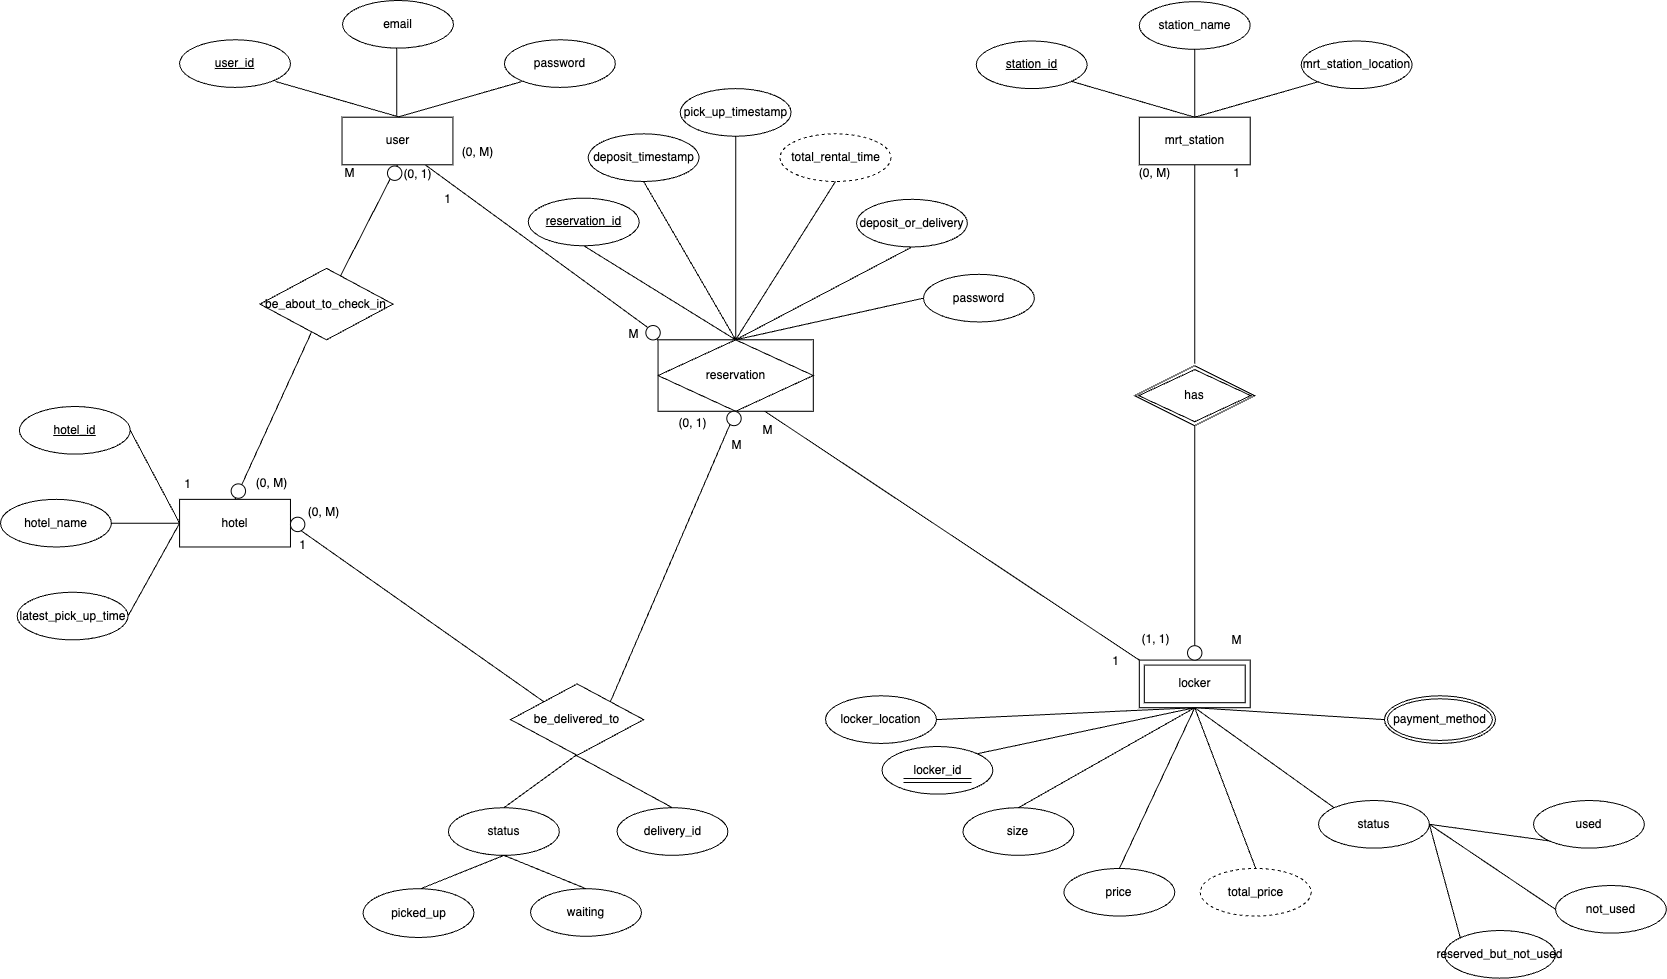 email
station_name
user_id
password
station_id
mrt_station_location
pick_up_timestamp
user
(0, M)
mrt_station
deposit_timestamp
total_rental_time
M
(0, 1)
(0, M)
1
1
reservation_id
deposit_or_delivery
be_about_to_check_in
password
M
reservation
has
(0, 1)
M
M
hotel_id
1
(0, M)
(0, M)
hotel_name
hotel
1
latest_pick_up_time
(1, 1)
M
1
locker
be_delivered_to
locker_location
payment_method
locker_id
status
delivery_id
size
status
used
picked_up
waiting
price
total_price
not_used
reserved_but_not_used